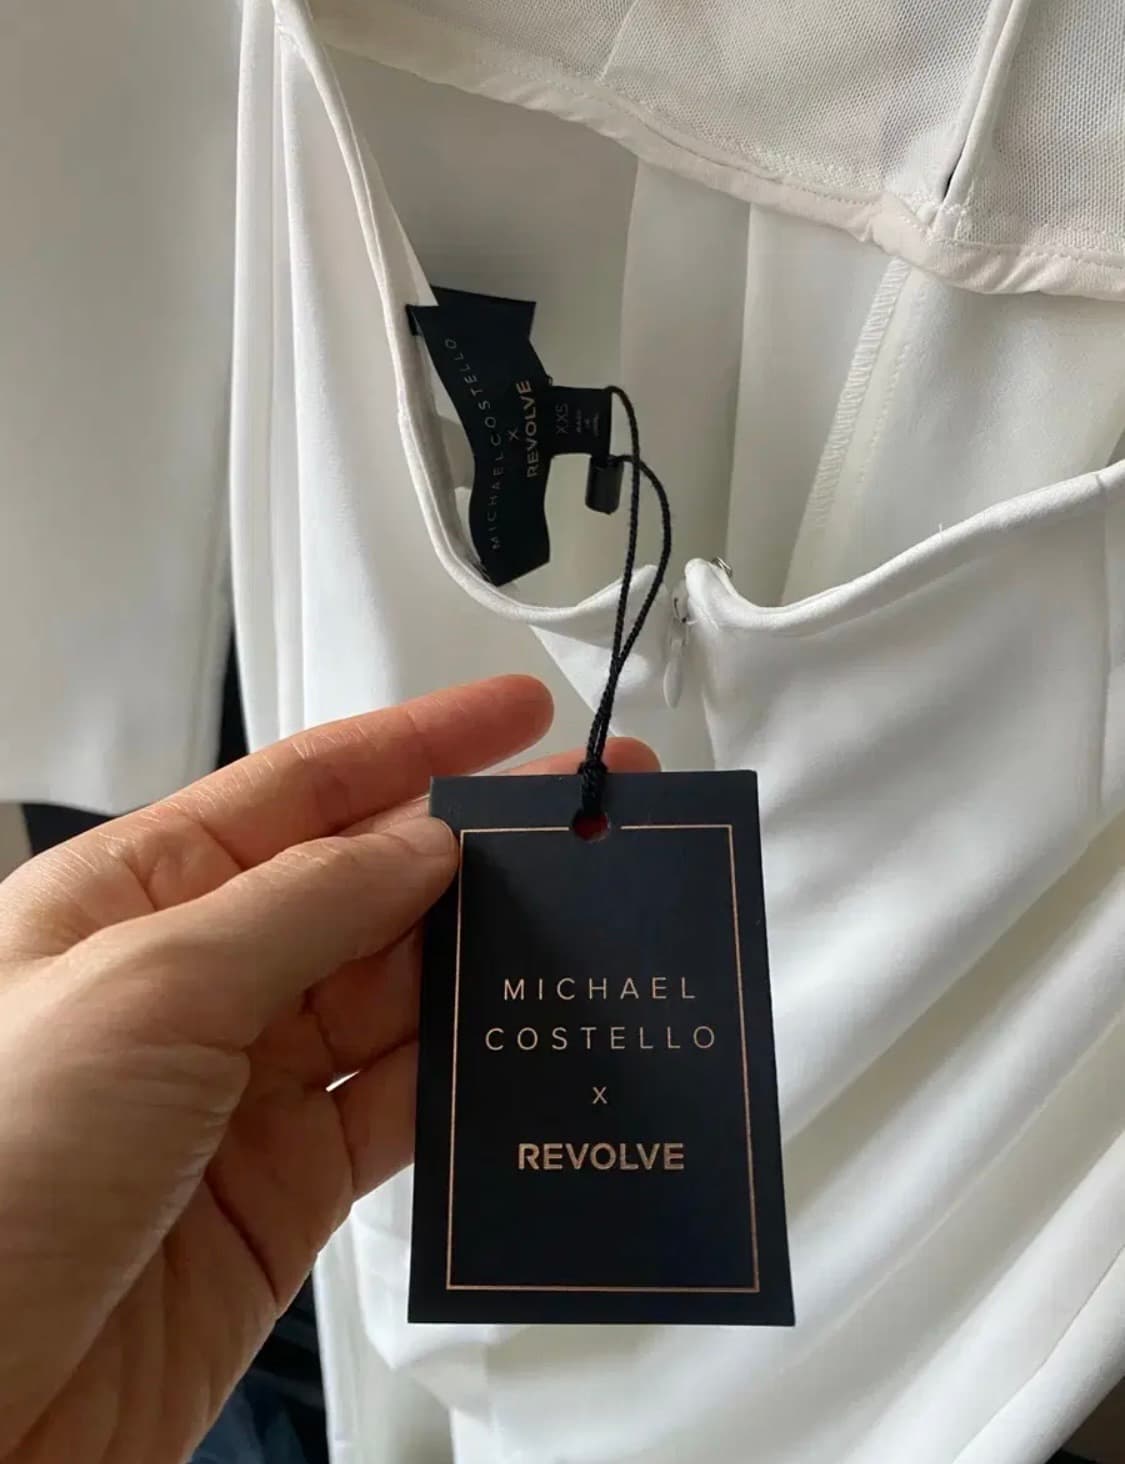 MICHAEL COSTELLO
X
REVOLVE
XXS
MICHAEL
COSTELLO
X
REVOLVE